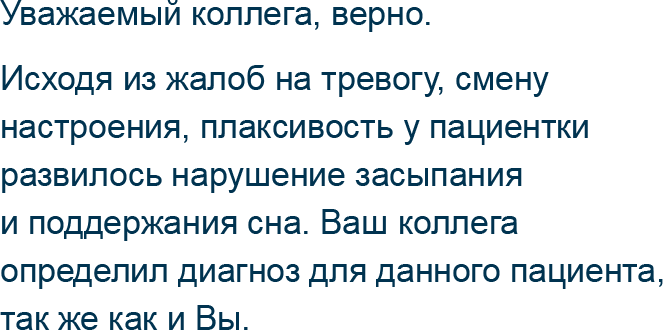 Уважаемый коллега, верно.
Исходя из жалоб на тревогу, смену
настроения, плаксивость у пациентки
развилось нарушение засыпания
и поддержания сна. Ваш коллега
определил диагноз для данного пациента,
так же как и Вы.